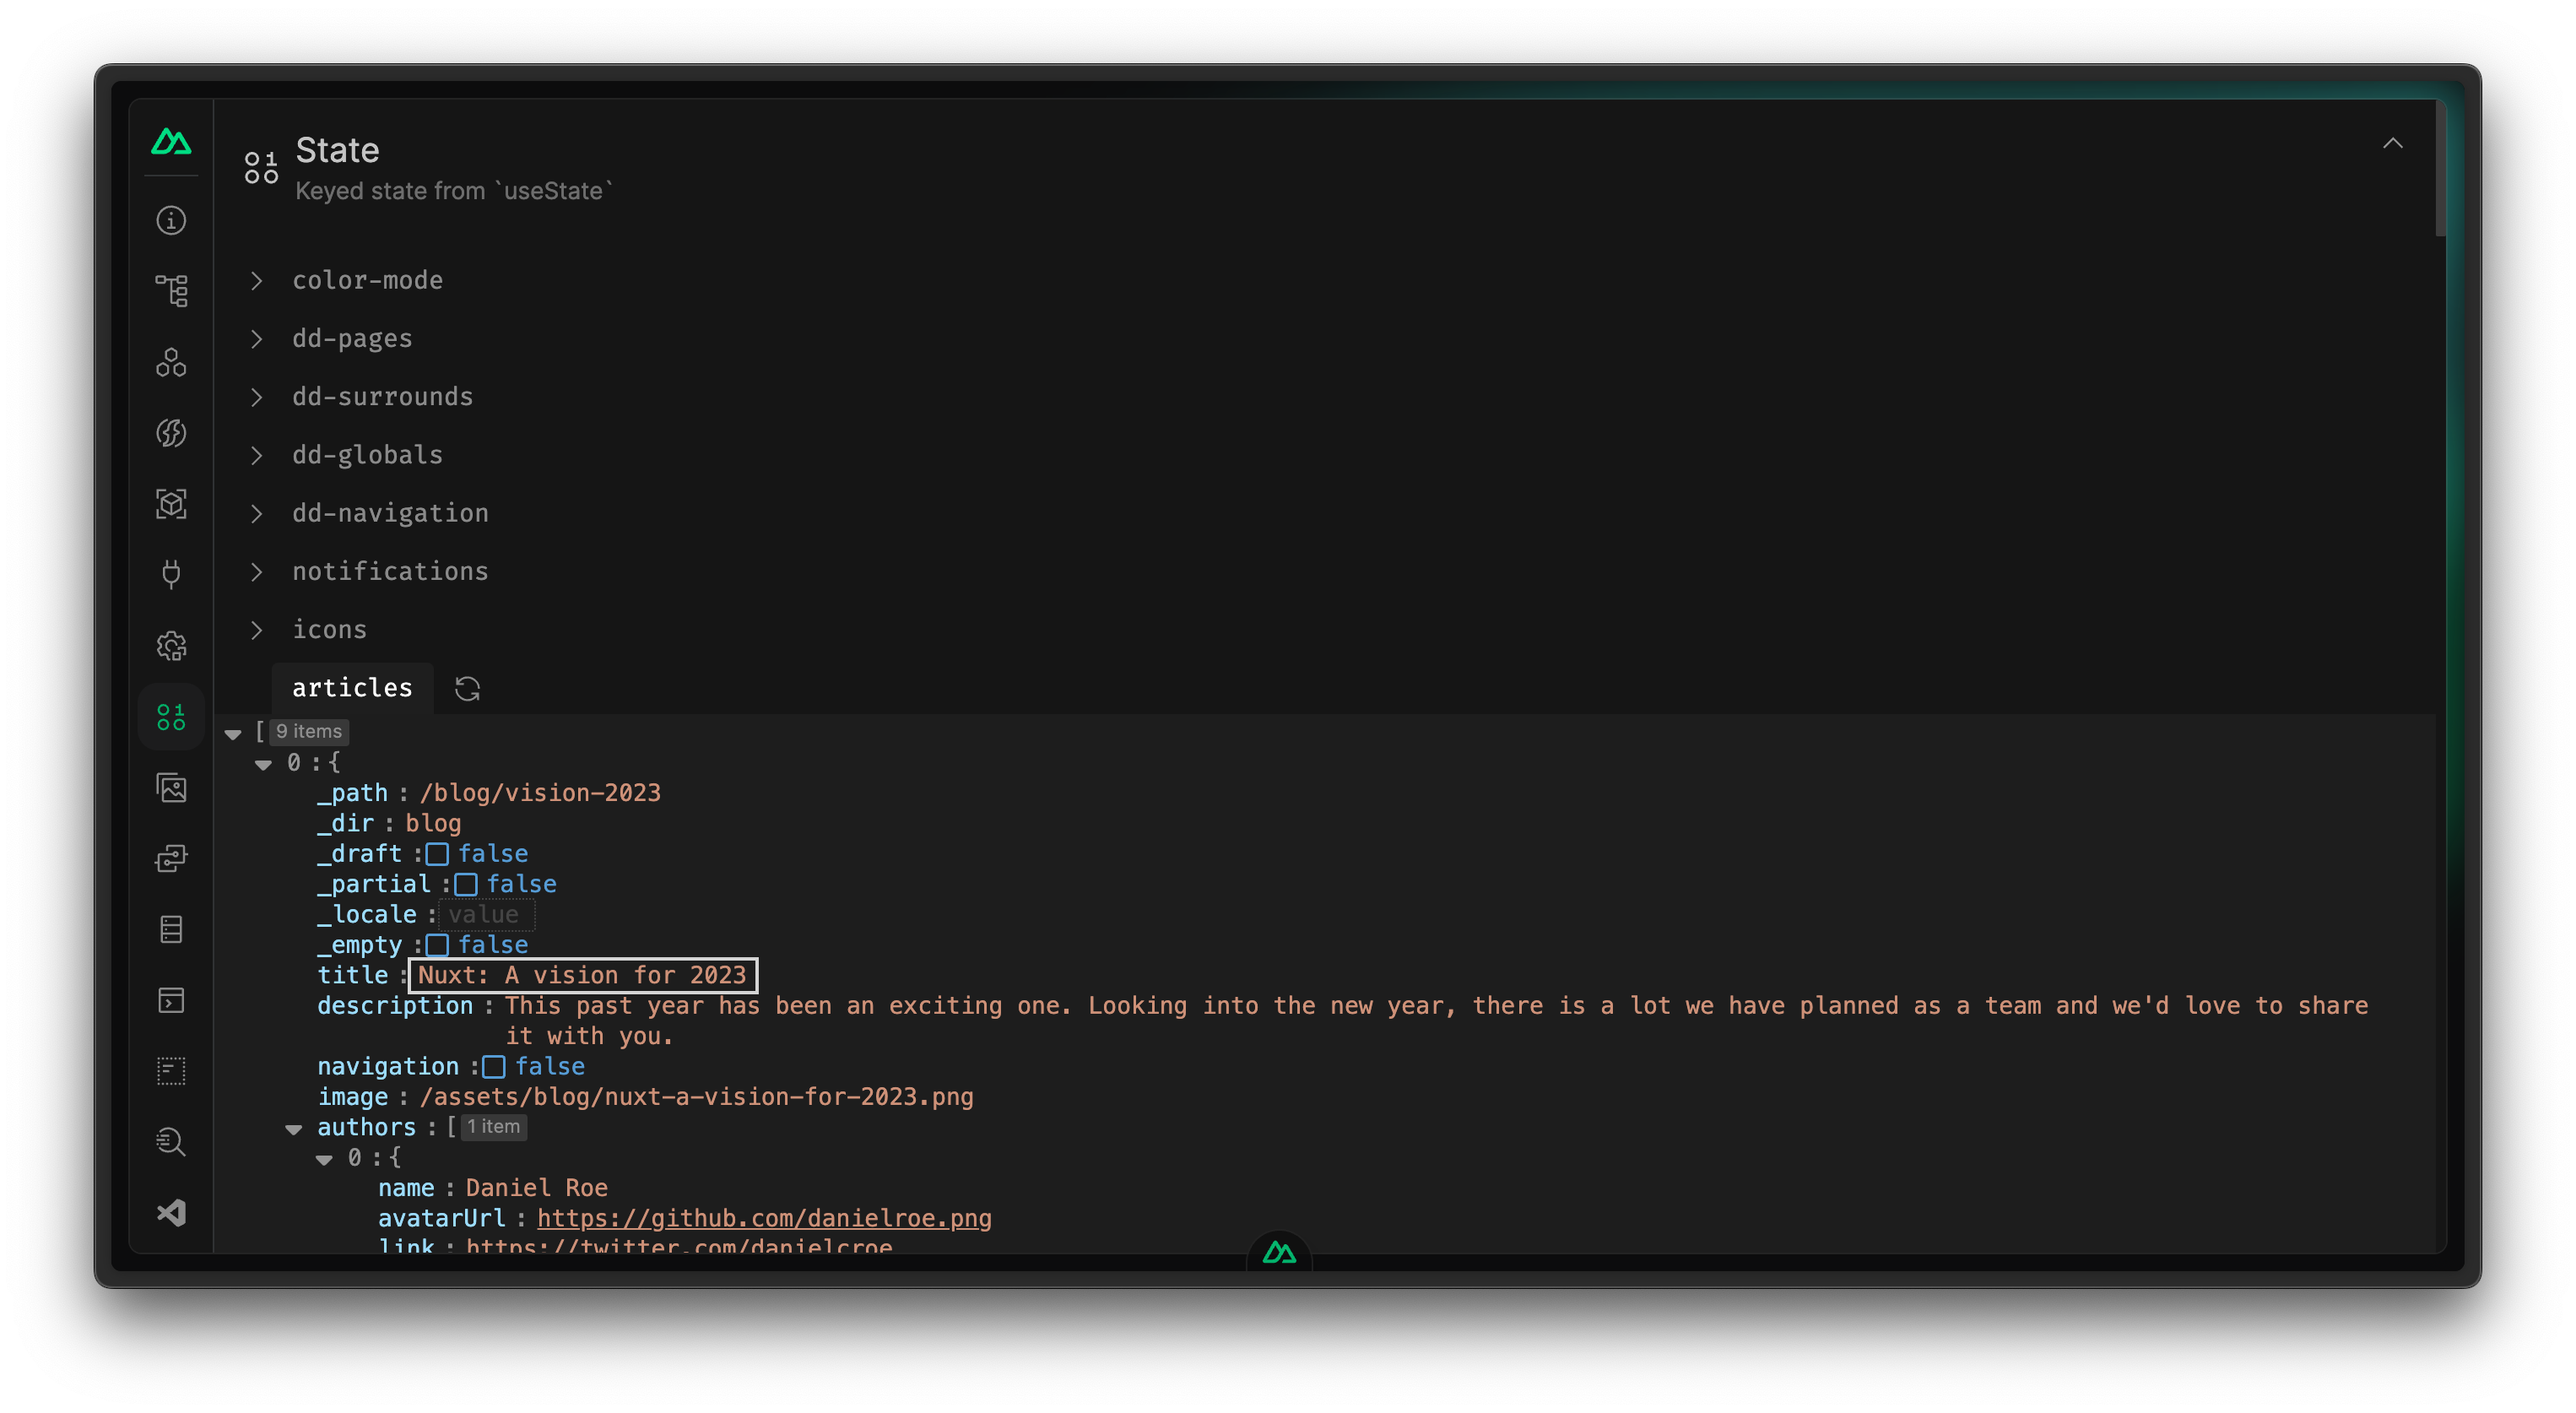 State
Keyed state from `useState`
color-mode
dd-pages
dd-surrounds
dd-globals
dd-navigation
notifications
icons
articles
[ 9 items
0 : {
_path : /blog/vision-2023
_dir : blog
_draft : false
_partial : false
_locale : value
_empty : false
title : Nuxt: A vision for 2023
description : This past year has been an exciting one. Looking into the new year, there is a lot we have planned as a team and we'd love to share
it with you.
navigation : false
image : /assets/blog/nuxt-a-vision-for-2023.png
authors : [ 1 item
0 : {
name : Daniel Roe
avatarUrl : https://github.com/danielroe.png
link : https://twitter.com/danielcroe